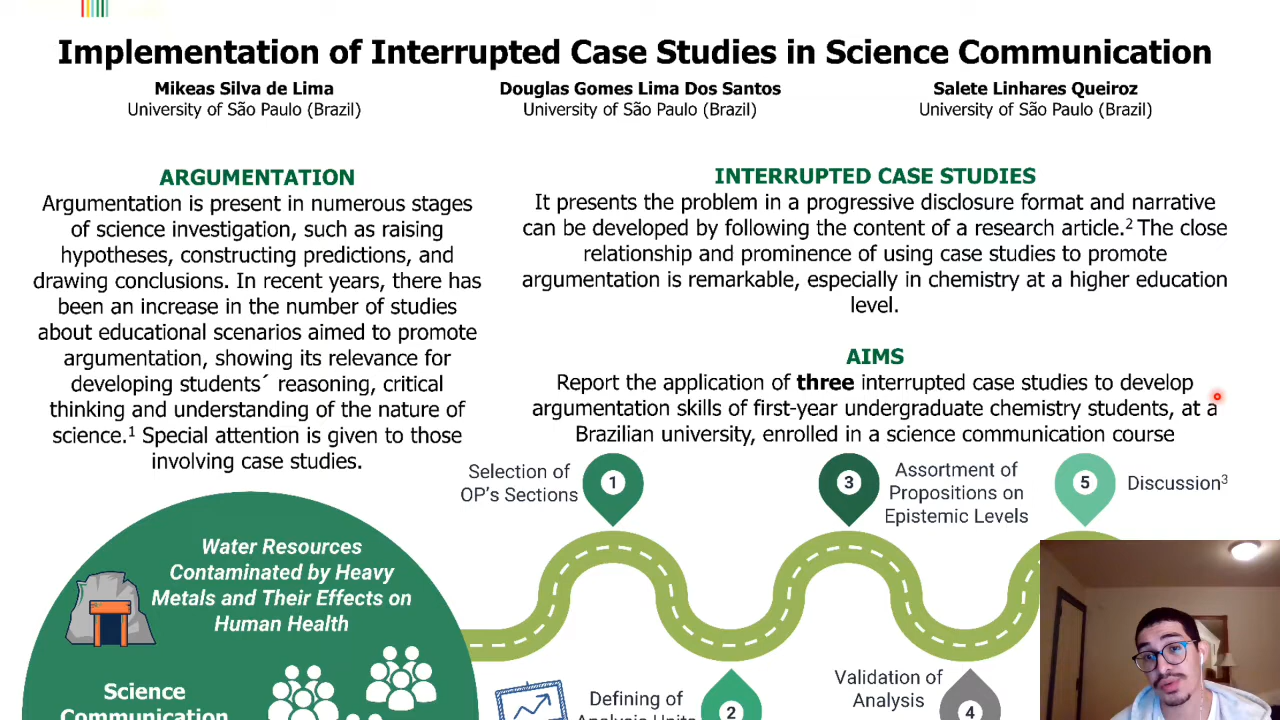 Implementation of Interrupted Case Studies in Science Communication
Mikeas Silva de Lima
University of São Paulo (Brazil)
Douglas Gomes Lima Dos Santos
University of São Paulo (Brazil)
Salete Linhares Queiroz
University of São Paulo (Brazil)
ARGUMENTATION
Argumentation is present in numerous stages
of science investigation, such as raising
hypotheses, constructing predictions, and
drawing conclusions. In recent years, there has
been an increase in the number of studies
about educational scenarios aimed to promote
argumentation, showing its relevance for
developing students´ reasoning, critical
thinking and understanding of the nature of
science.¹ Special attention is given to those
involving case studies.
INTERRUPTED CASE STUDIES
It presents the problem in a progressive disclosure format and narrative
can be developed by following the content of a research article.² The close
relationship and prominence of using case studies to promote
argumentation is remarkable, especially in chemistry at a higher education
level.
AIMS
Report the application of three interrupted case studies to develop
argumentation skills of first-year undergraduate chemistry students, at a
Brazilian university, enrolled in a science communication course
Water Resources
Contaminated by Heavy
Metals and Their Effects on
Human Health
Science
Communication
Selection of
OP's Sections
1
Defining of
Analysis Units
2
3
Assortment of
Propositions on
Epistemic Levels
Validation of
Analysis
4
5
Discussion³